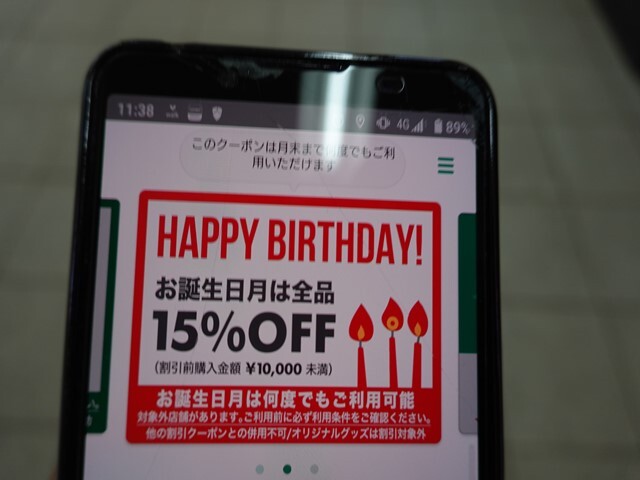 11:38
4G 89%
このクーポンは月末まで何度でもご利
用いただけます
HAPPY BIRTHDAY!
お誕生日月は全品
15%OFF
(割引前購入金額 ¥10,000 未満)
お誕生日月は何度でもご利用可能
対象外店舗があります。ご利用前に必ず利用条件をご確認ください。
他の割引クーポンとの併用不可/オリジナルグッズは割引対象外